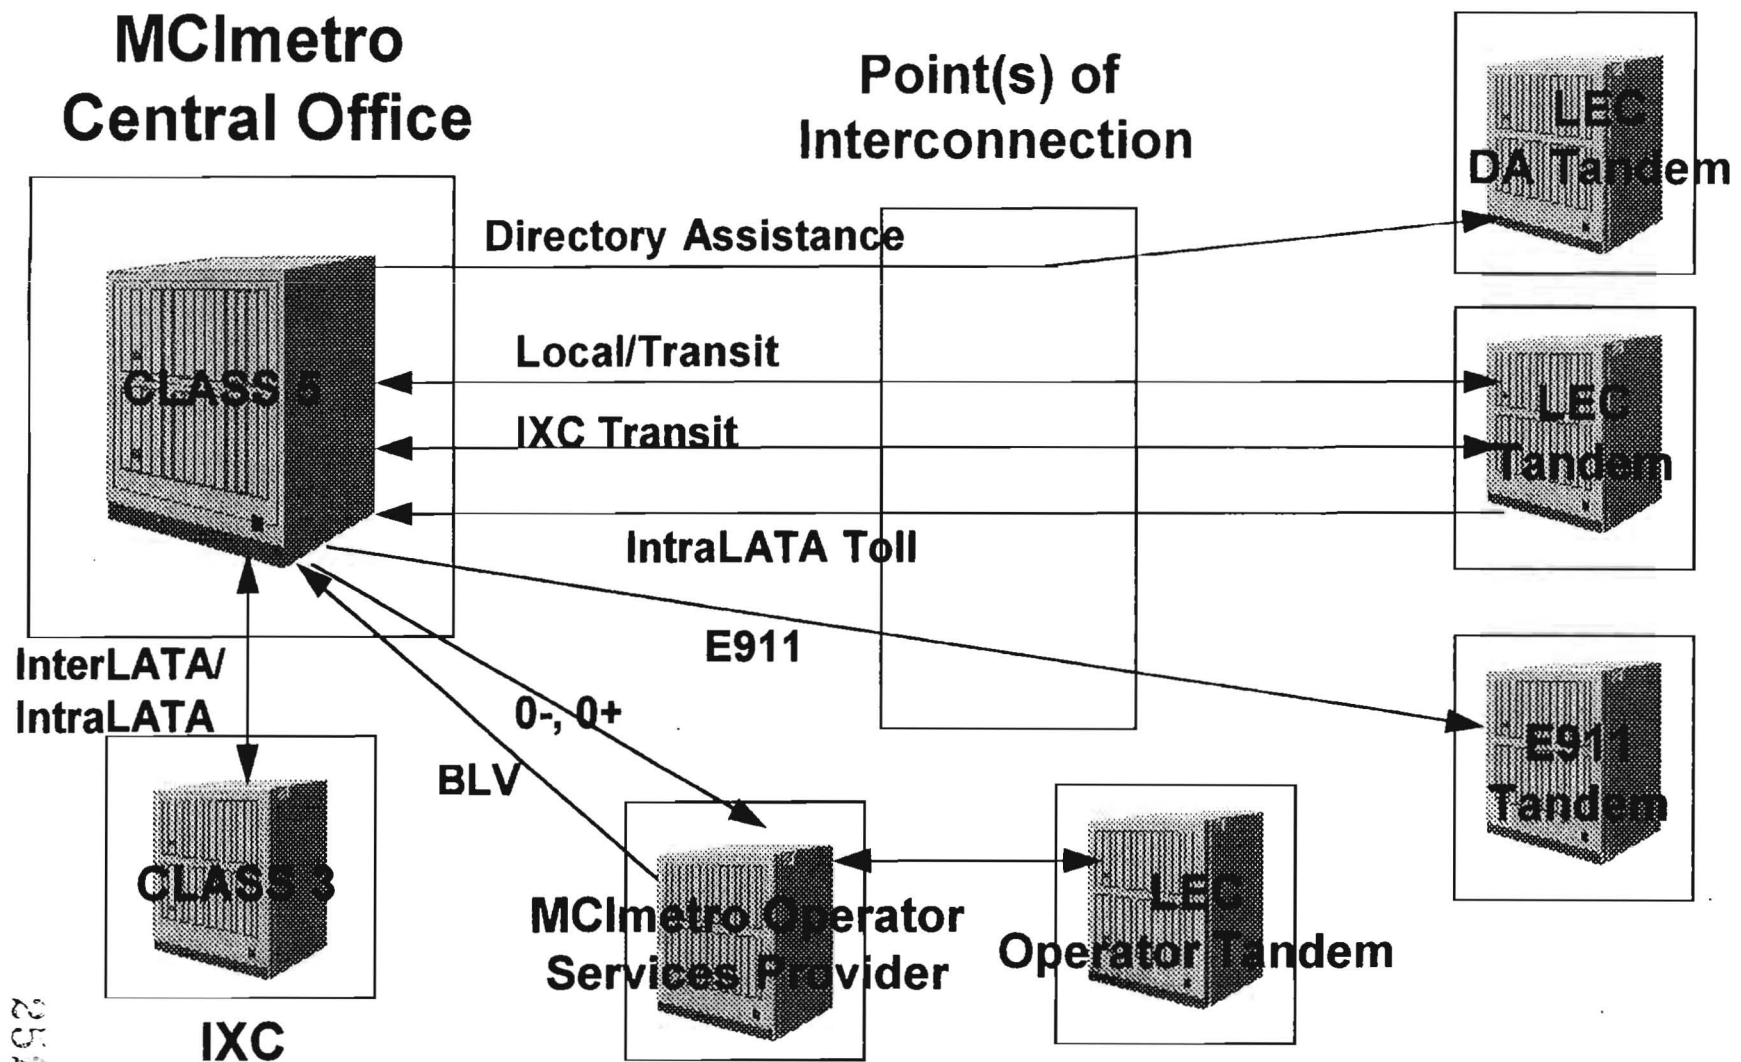 MCImetro
Central Office
Point(s) of
Interconnection
LEC
DA Tandem
Directory Assistance
Local/Transit
CLASS 5
IXC Transit
LEC
Tandem
IntraLATA Toll
E911
InterLATA/
IntraLATA
0-, 0+
BLV
E911
Tandem
CLASS 3
MCImetro Operator
Services Provider
LEC
Operator Tandem
IXC